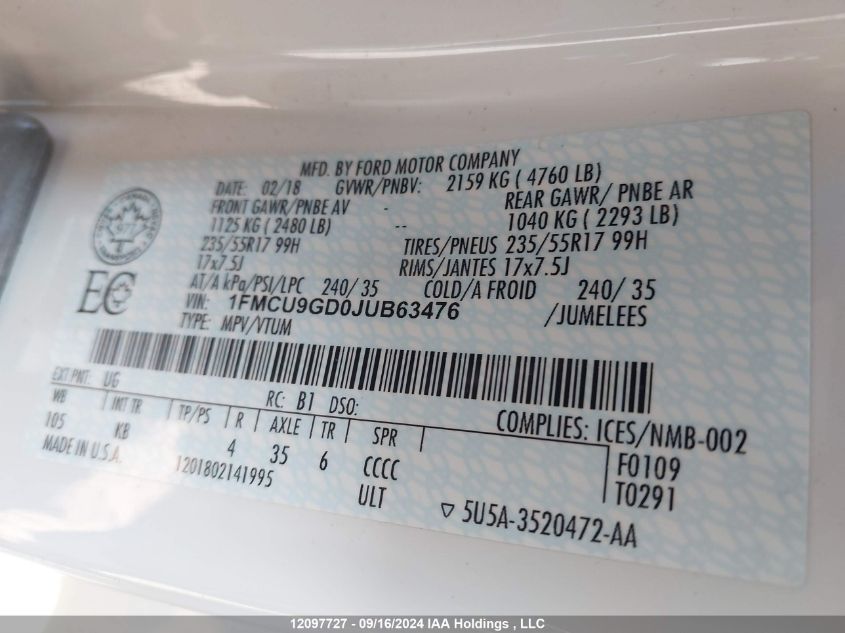 MFD. BY FORD MOTOR COMPANY
DATE: 02/18 GVWR/PNBV: 2159 KG ( 4760 LB)
FRONT GAWR/PNBE AV - REAR GAWR/ PNBE AR
1125 KG ( 2480 LB) -- 1040 KG ( 2293 LB)
235/55R17 99H TIRES/PNEUS 235/55R17 99H
17x7.5J RIMS/JANTES 17x7.5J
AT/A kPa/PSI/LPC 240/ 35 COLD/A FROID 240/ 35
VIN: 1FMCU9GD0JUB63476 /JUMELEES
TYPE: MPV/VTUM
EC
EXT PNT: UG RC: B1 DSO: COMPLIES: ICES/NMB-002
WB INT TR TP/PS R AXLE TR SPR F0109
105 KB 4 35 6 CCCC T0291
MADE IN U.S.A. 1201802141995 ULT 5U5A-3520472-AA
12097727 - 09/16/2024 IAA Holdings , LLC